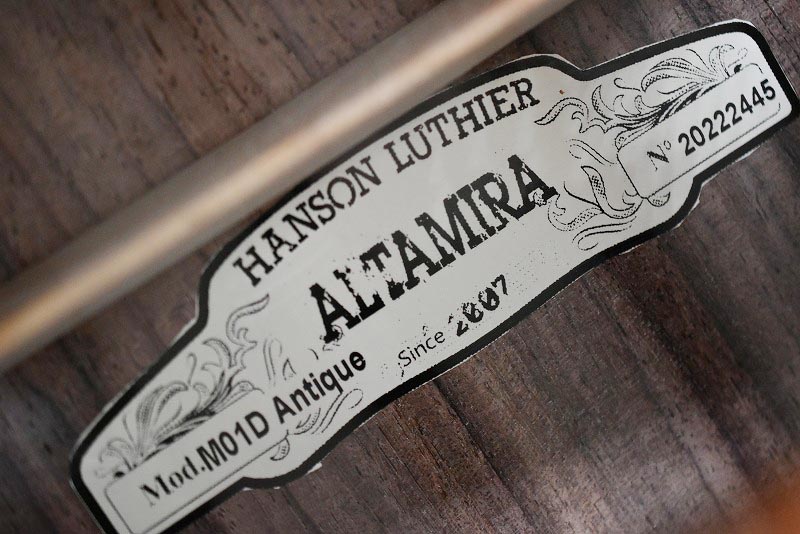 HANSON LUTHIER
ALTAMIRA
Since 2007
Mod.M01D Antique
N° 20222445